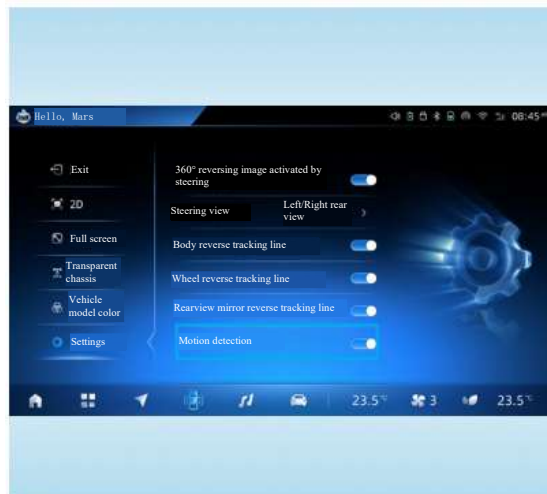 Hello, Mars
08:45
Exit
2D
Full screen
Transparent
chassis
Vehicle
model color
Settings
360° reversing image activated by
steering
Steering view
Left/Right rear
view
Body reverse tracking line
Wheel reverse tracking line
Rearview mirror reverse tracking line
Motion detection
23.5℃
3
23.5℃